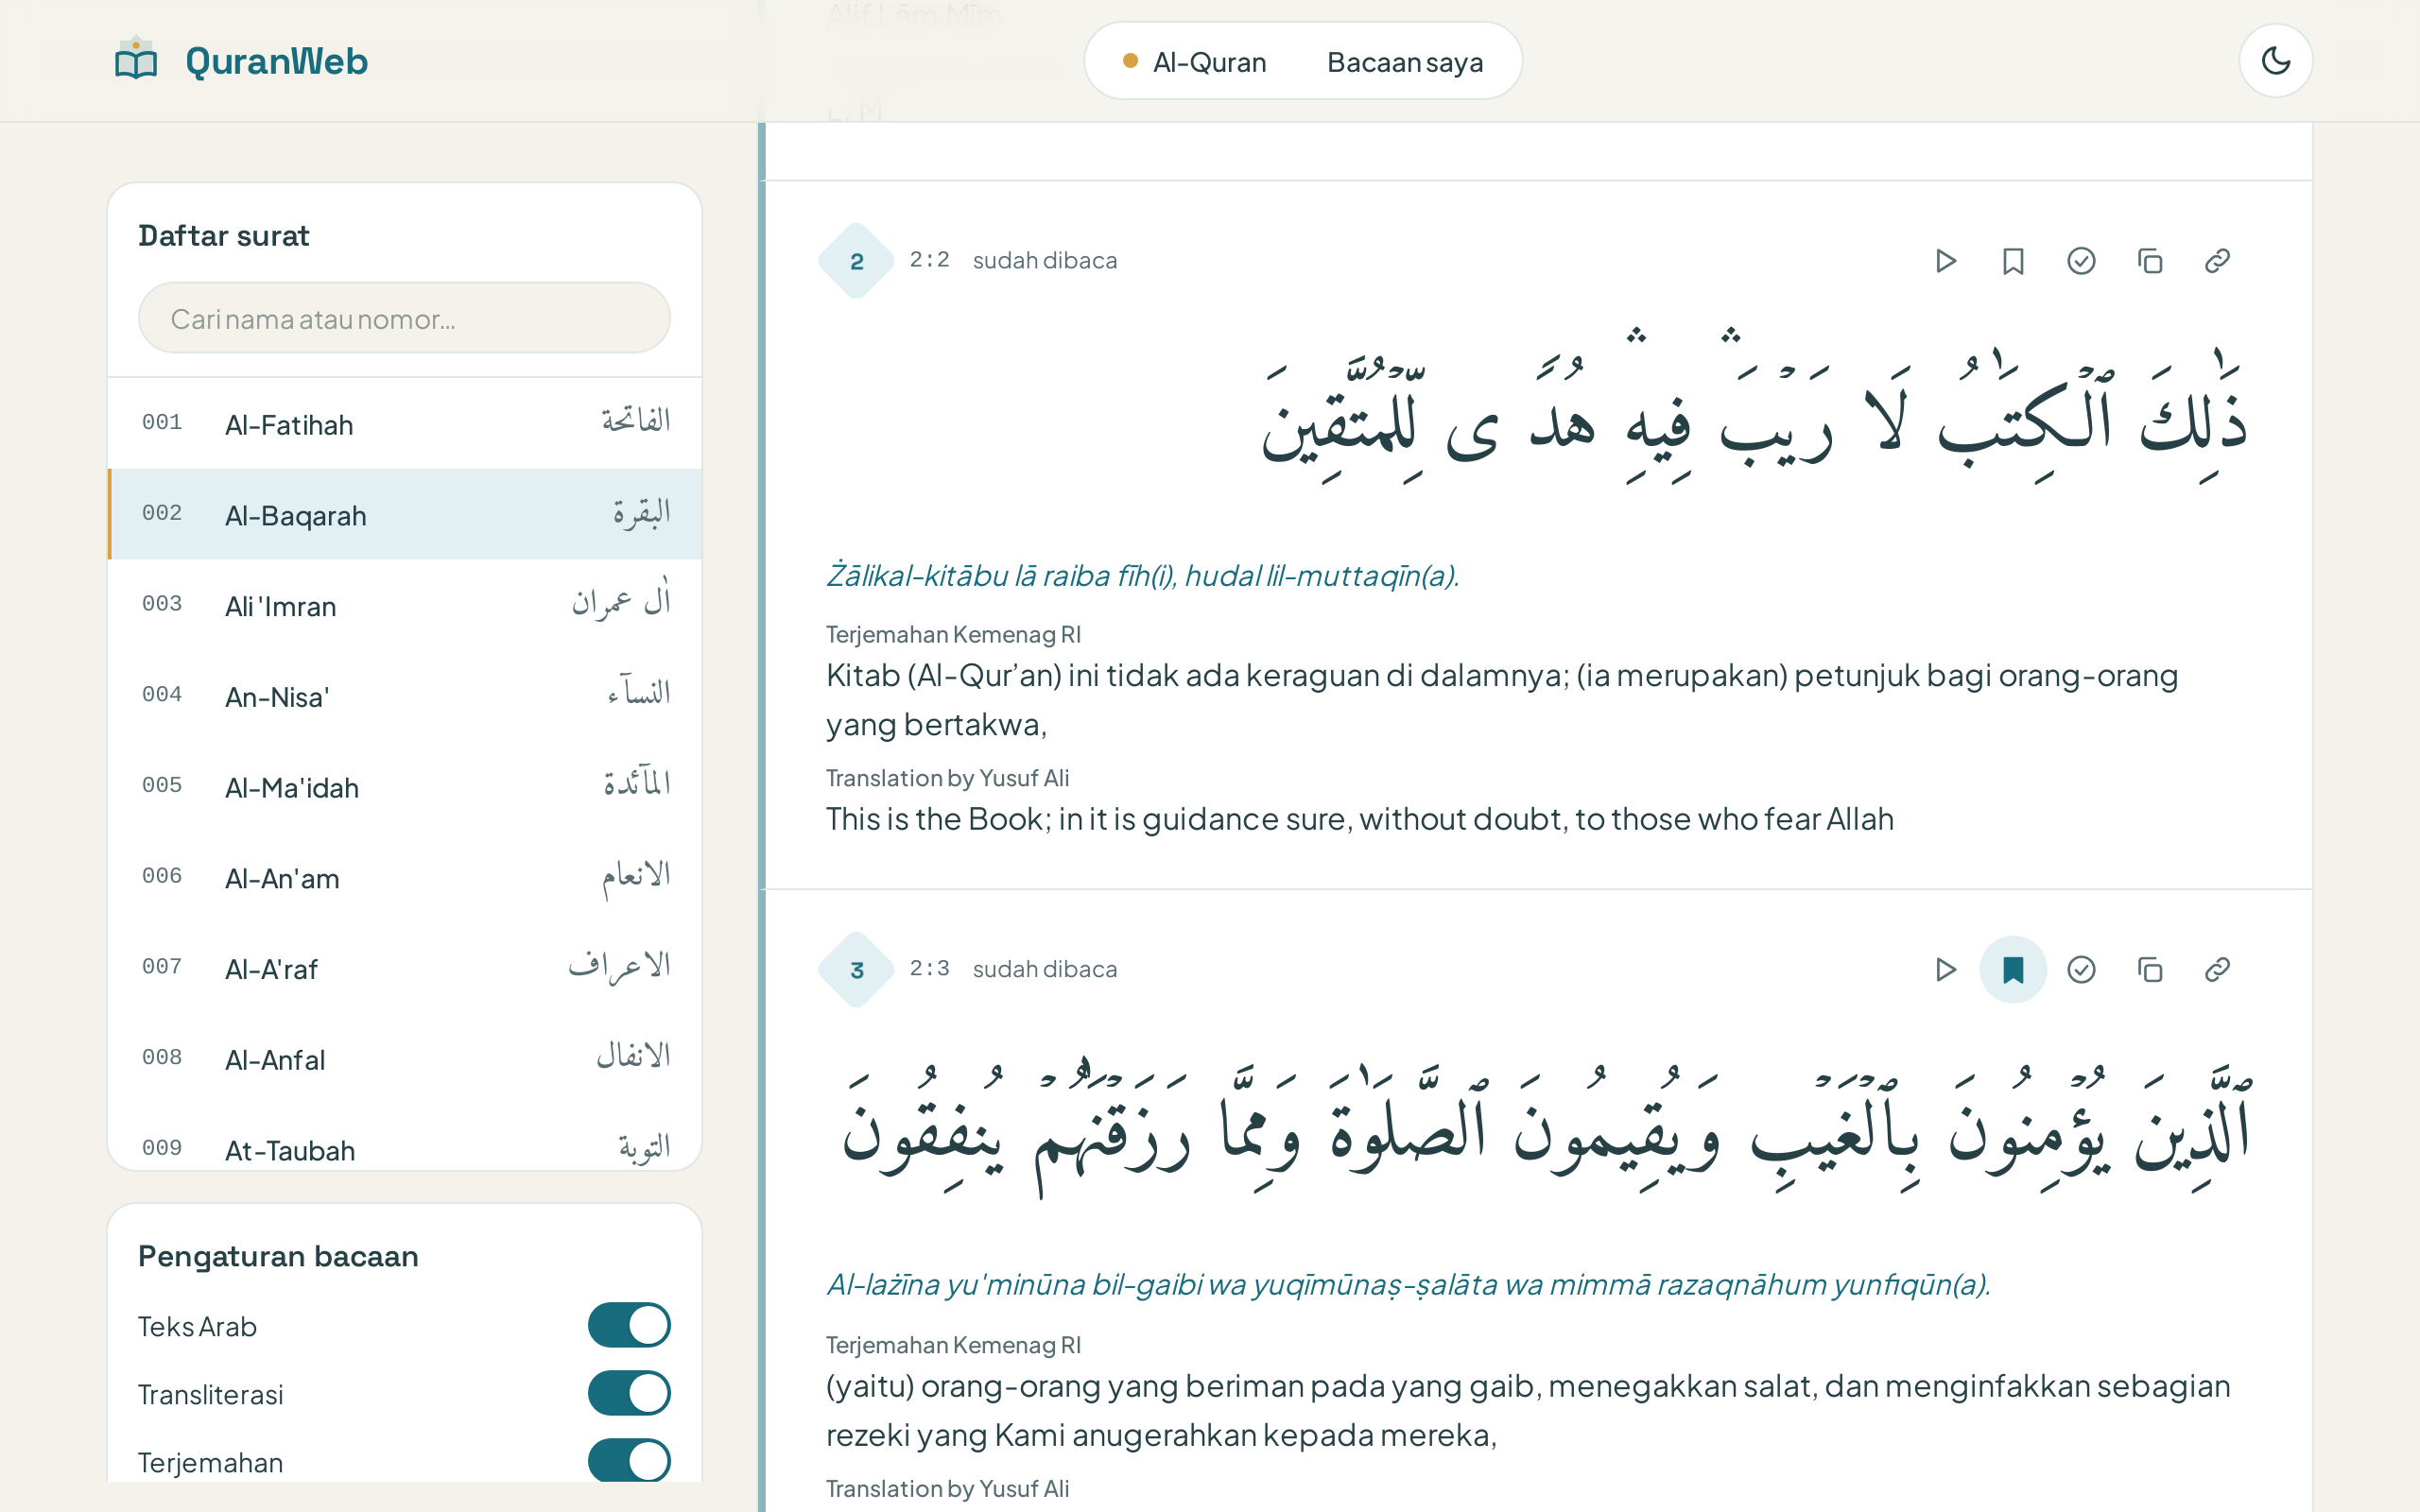 QuranWeb
Al-Quran
Bacaan saya
Daftar surat
Cari nama atau nomor...
001 Al-Fatihah الفاتحة
002 Al-Baqarah البقرة
003 Ali 'Imran اٰل عمران
004 An-Nisa' النسآء
005 Al-Ma'idah المآئدة
006 Al-An'am الانعام
007 Al-A'raf الاعراف
008 Al-Anfal الانفال
009 At-Taubah التوبة
Pengaturan bacaan
Teks Arab
Transliterasi
Terjemahan
Alif Lām Mīm
2 2:2 sudah dibaca
ذَٰلِكَ ٱلۡكِتَٰبُ لَا رَيۡبَۛ فِيهِۛ هُدٗى لِّلۡمُتَّقِينَ
Żālikal-kitābu lā raiba fīh(i), hudal lil-muttaqīn(a).
Terjemahan Kemenag RI
Kitab (Al-Qur’an) ini tidak ada keraguan di dalamnya; (ia merupakan) petunjuk bagi orang-orang
yang bertakwa,
Translation by Yusuf Ali
This is the Book; in it is guidance sure, without doubt, to those who fear Allah
3 2:3 sudah dibaca
ٱلَّذِينَ يُؤۡمِنُونَ بِٱلۡغَيۡبِ وَيُقِيمُونَ ٱلصَّلَوٰةَ وَمِمَّا رَزَقۡنَٰهُمۡ يُنفِقُونَ
Al-lażīna yu'minūna bil-gaibi wa yuqīmūnaṣ-ṣalāta wa mimmā razaqnāhum yunfiqūn(a).
Terjemahan Kemenag RI
(yaitu) orang-orang yang beriman pada yang gaib, menegakkan salat, dan menginfakkan sebagian
rezeki yang Kami anugerahkan kepada mereka,
Translation by Yusuf Ali